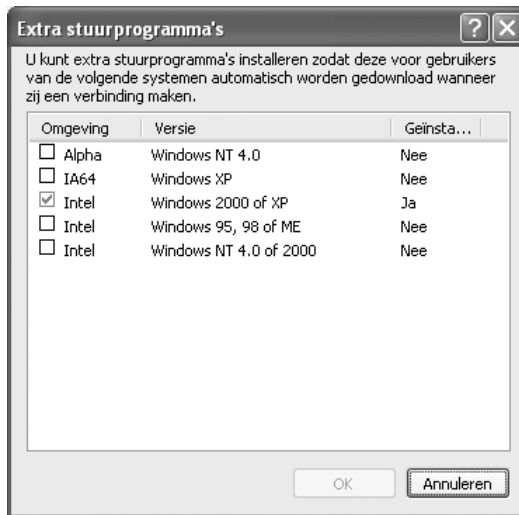 Extra stuurprogramma's
U kunt extra stuurprogramma's installeren zodat deze voor gebruikers
van de volgende systemen automatisch worden gedownload wanneer
zij een verbinding maken.
Omgeving Versie Geïnsta...
Alpha Windows NT 4.0 Nee
IA64 Windows XP Nee
Intel Windows 2000 of XP Ja
Intel Windows 95, 98 of ME Nee
Intel Windows NT 4.0 of 2000 Nee
OK Annuleren